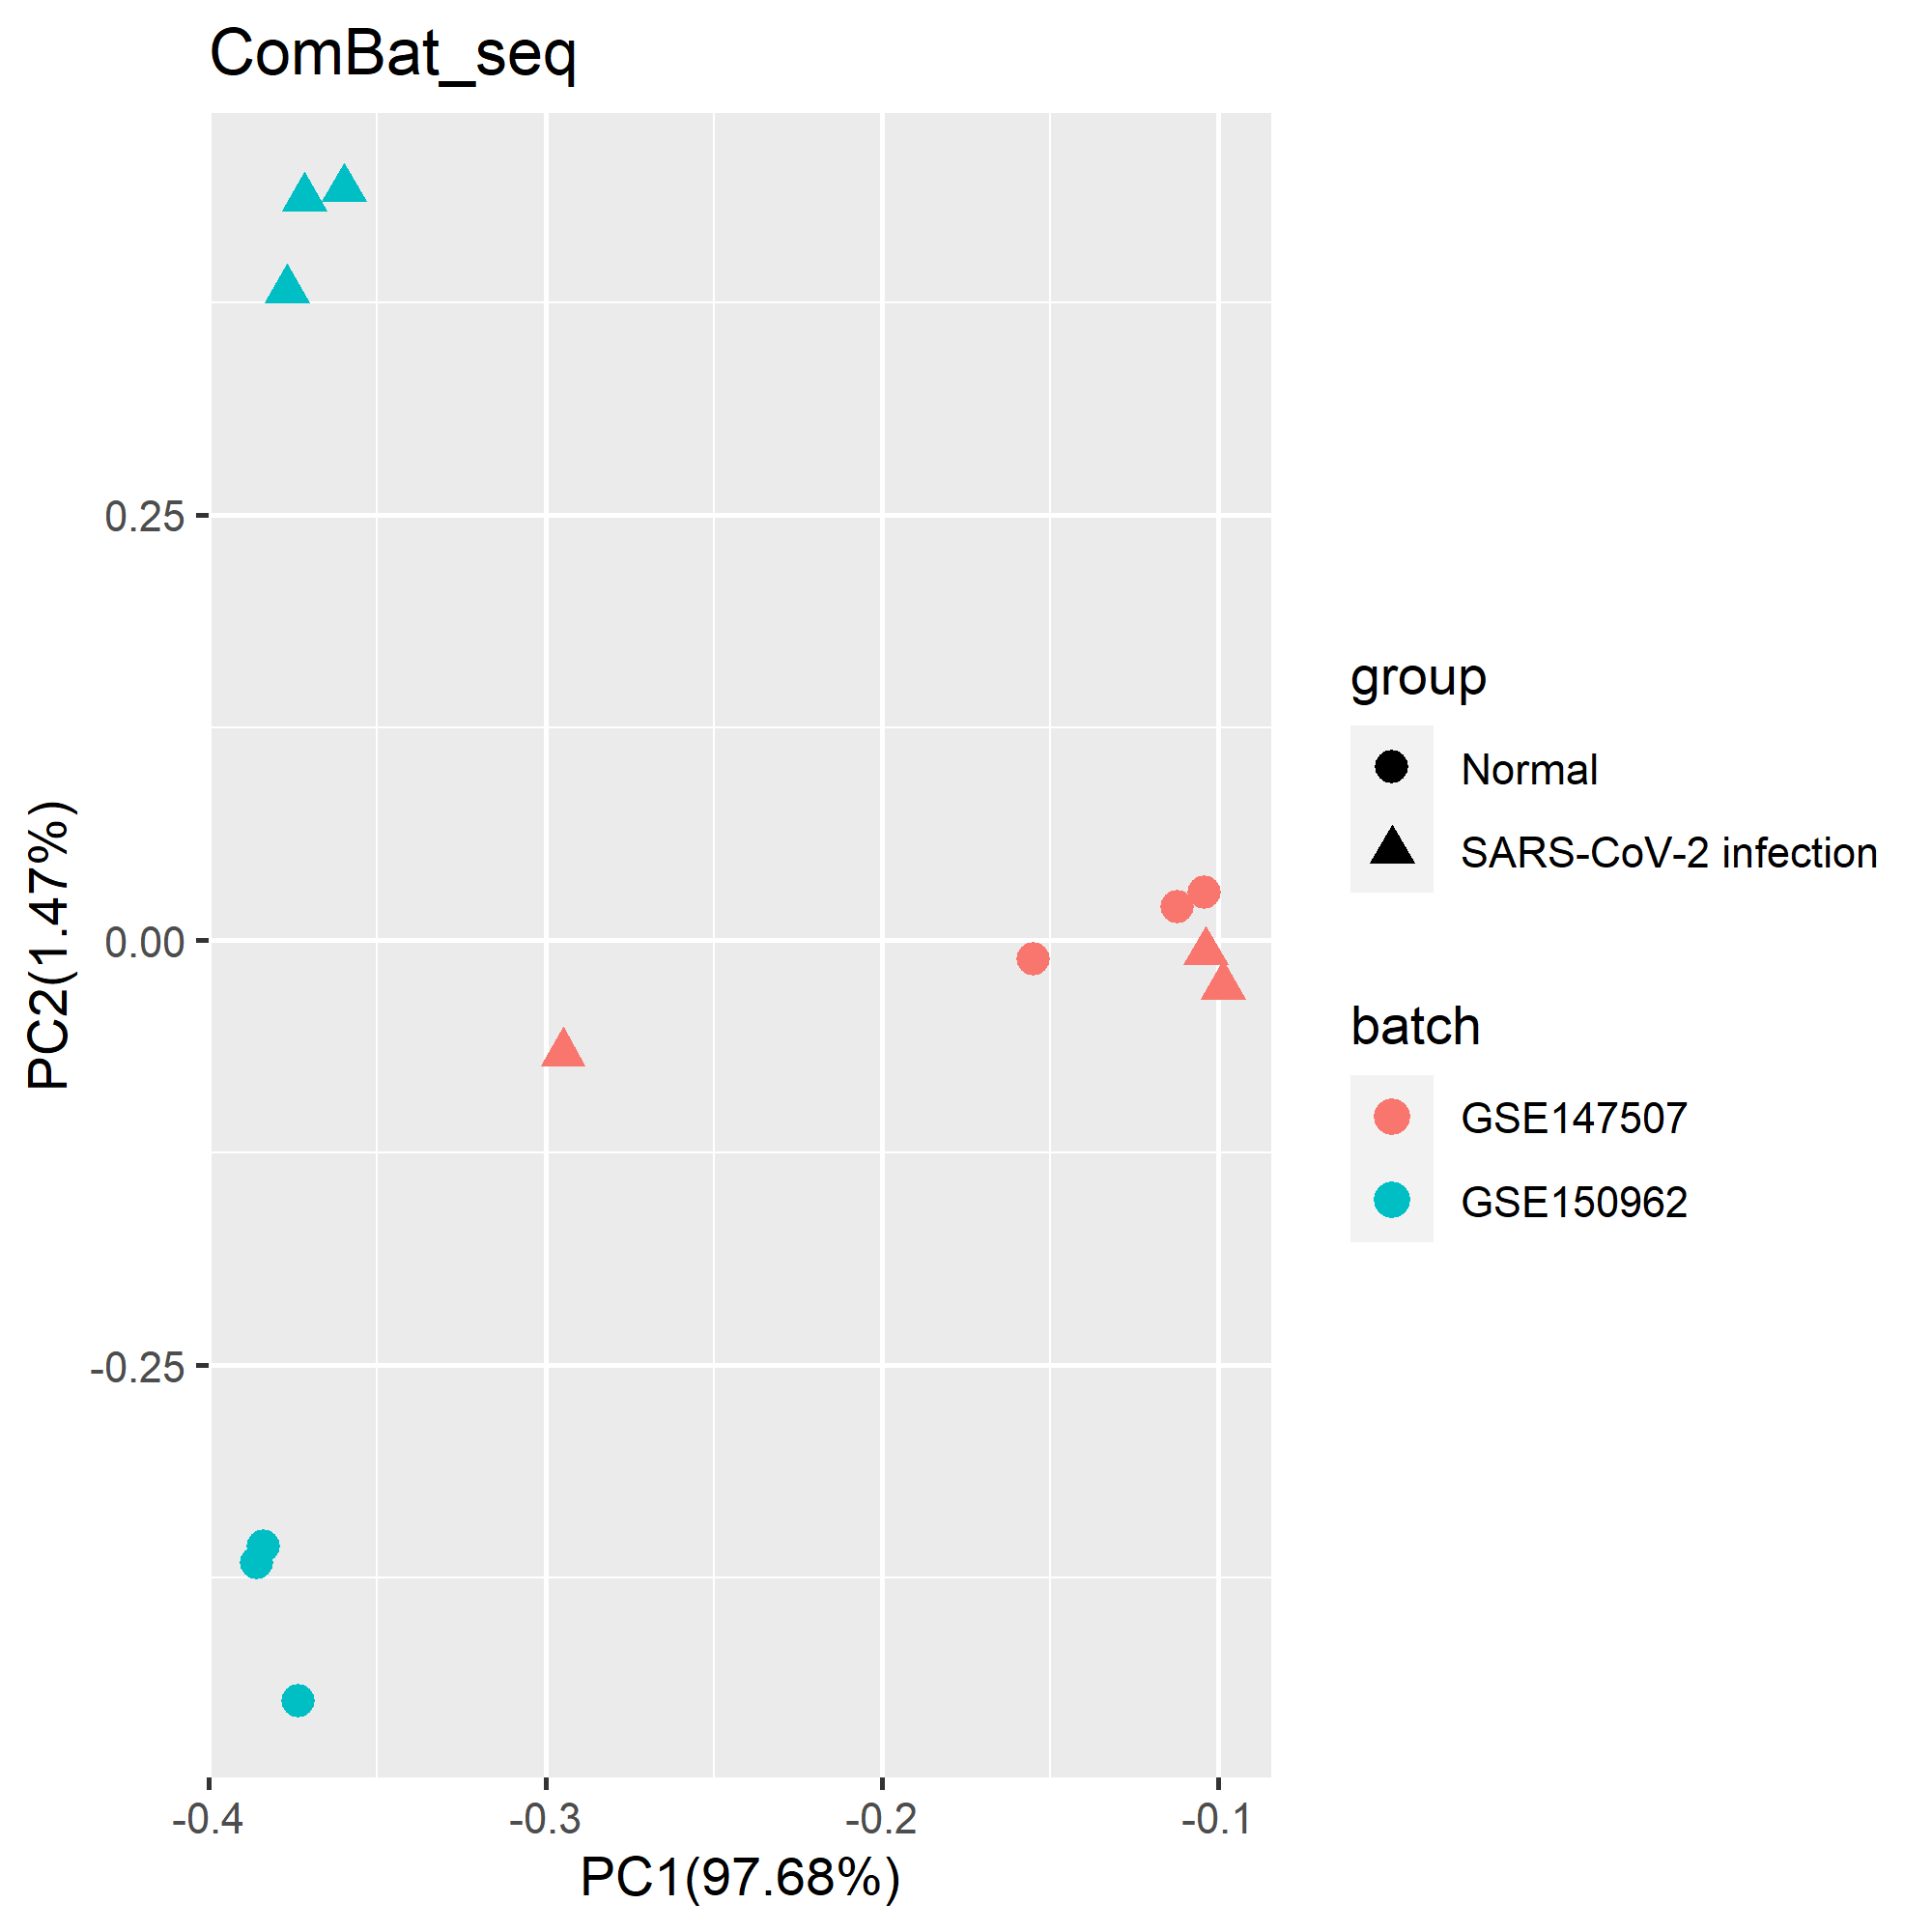 ComBat_seq
0.25
0.00
-0.25
PC2(1.47%)
-0.4
-0.3
-0.2
-0.1
PC1(97.68%)
group
Normal
SARS-CoV-2 infection
batch
GSE147507
GSE150962